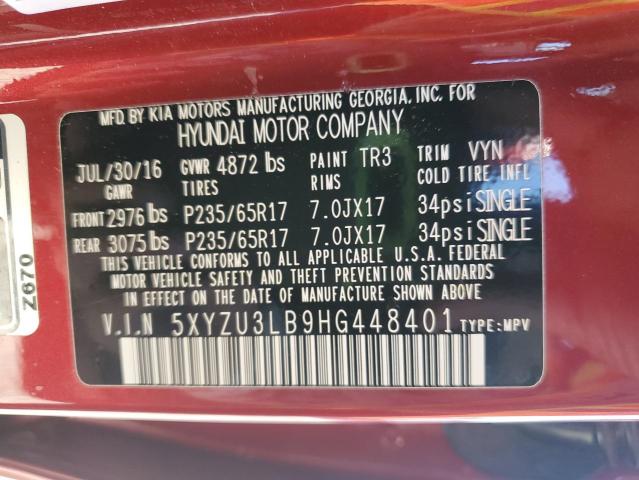 MFD. BY KIA MOTORS MANUFACTURING GEORGIA, INC. FOR
HYUNDAI MOTOR COMPANY
JUL/30/16 GVWR 4872 lbs PAINT TR3 TRIM VYN
GAWR TIRES RIMS COLD TIRE INFL
FRONT 2976 lbs P235/65R17 7.0JX17 34psi SINGLE
REAR 3075 lbs P235/65R17 7.0JX17 34psi SINGLE
THIS VEHICLE CONFORMS TO ALL APPLICABLE U.S.A. FEDERAL
MOTOR VEHICLE SAFETY AND THEFT PREVENTION STANDARDS
IN EFFECT ON THE DATE OF MANUFACTURE SHOWN ABOVE.
V.I.N 5XYZU3LB9HG448401 TYPE:MPV
Z670